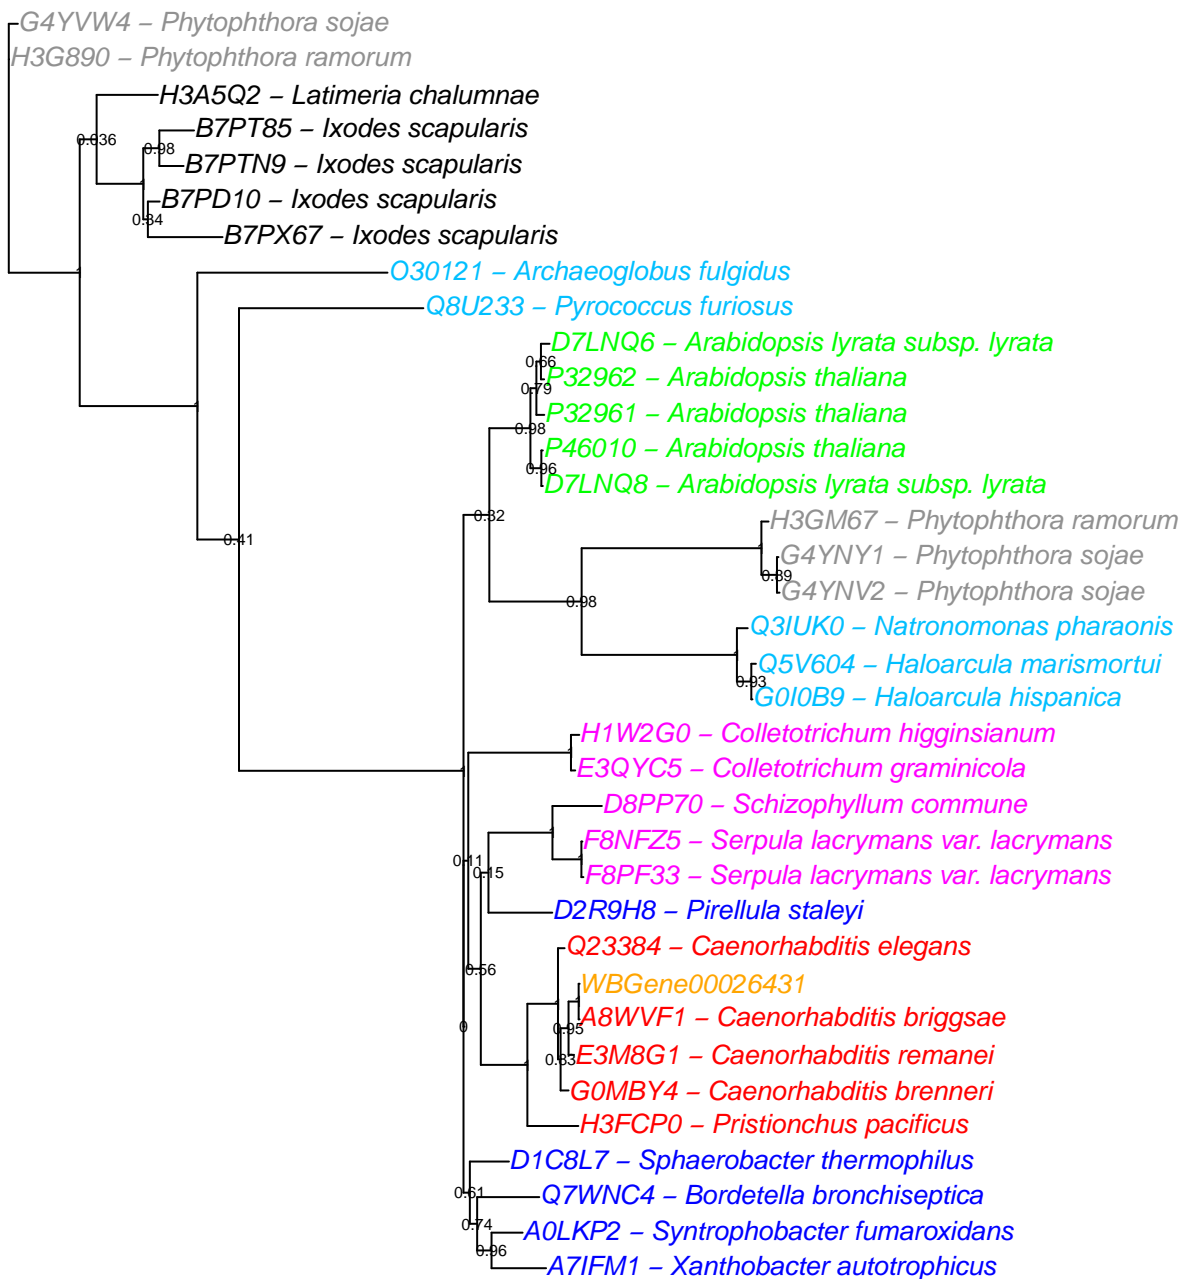 G4YVW4 – Phytophthora sojae
H3G890 – Phytophthora ramorum
H3A5Q2 – Latimeria chalumnae
0.036
B7PT85 – Ixodes scapularis
0.98
B7PTN9 – Ixodes scapularis
B7PD10 – Ixodes scapularis
0.84
B7PX67 – Ixodes scapularis
O30121 – Archaeoglobus fulgidus
Q8U233 – Pyrococcus furiosus
D7LNQ6 – Arabidopsis lyrata subsp. lyrata
0.66
P32962 – Arabidopsis thaliana
0.79
P32961 – Arabidopsis thaliana
0.98
P46010 – Arabidopsis thaliana
0.96
D7LNQ8 – Arabidopsis lyrata subsp. lyrata
0.32
H3GM67 – Phytophthora ramorum
0.41
G4YNY1 – Phytophthora sojae
0.89
G4YNV2 – Phytophthora sojae
0.98
Q3IUK0 – Natronomonas pharaonis
Q5V604 – Haloarcula marismortui
0.93
G0I0B9 – Haloarcula hispanica
H1W2G0 – Colletotrichum higginsianum
E3QYC5 – Colletotrichum graminicola
D8PP70 – Schizophyllum commune
F8NFZ5 – Serpula lacrymans var. lacrymans
0.11
0.15
F8PF33 – Serpula lacrymans var. lacrymans
D2R9H8 – Pirellula staleyi
Q23384 – Caenorhabditis elegans
0.56
WBGene00026431
A8WVF1 – Caenorhabditis briggsae
0
0.95
E3M8G1 – Caenorhabditis remanei
0.33
G0MBY4 – Caenorhabditis brenneri
H3FCP0 – Pristionchus pacificus
D1C8L7 – Sphaerobacter thermophilus
0.61
Q7WNC4 – Bordetella bronchiseptica
0.74
A0LKP2 – Syntrophobacter fumaroxidans
0.96
A7IFM1 – Xanthobacter autotrophicus